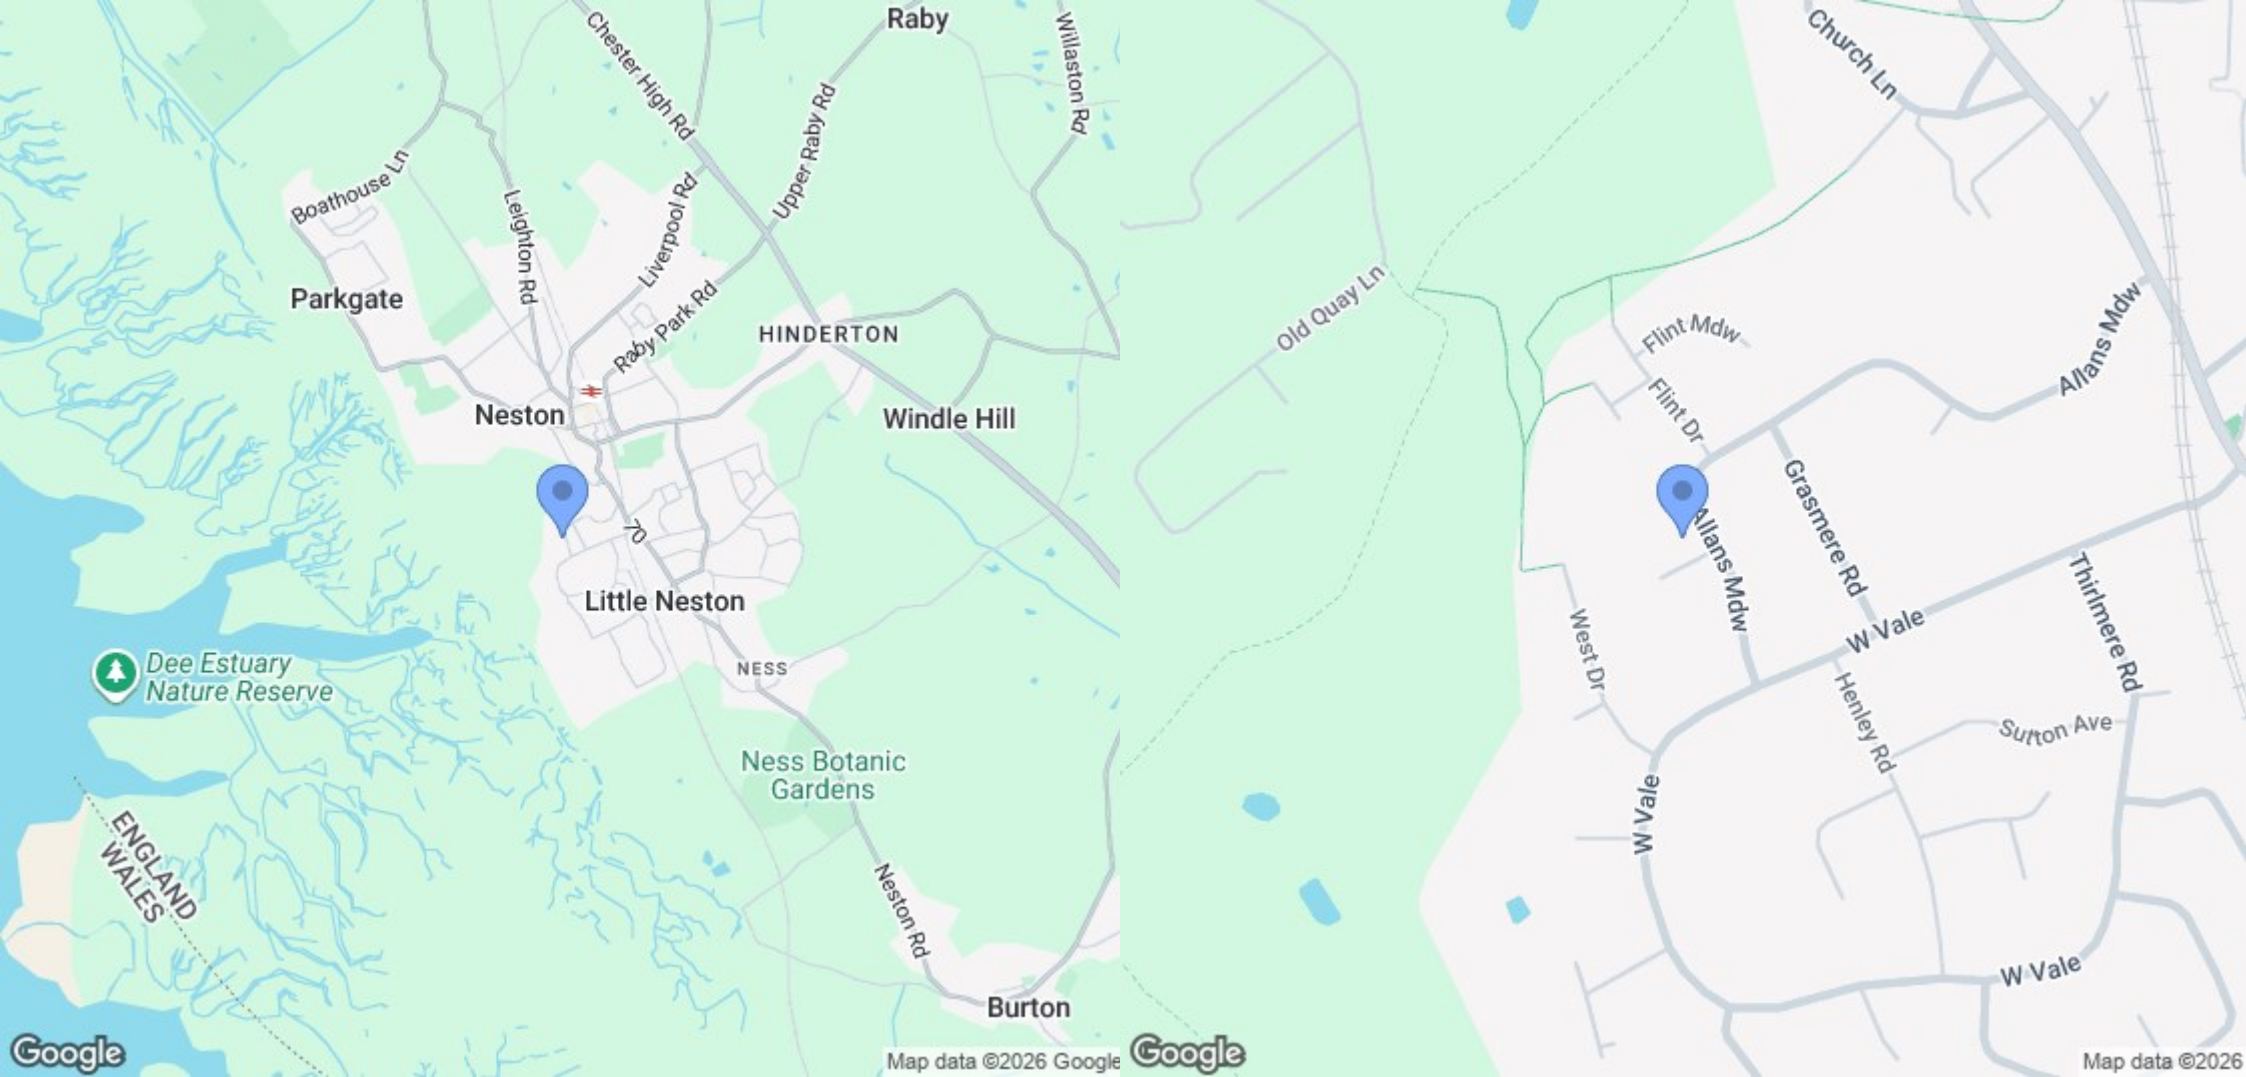 Raby
Chester High Rd
Willaston Rd
Upper Raby Rd
Boathouse Ln
Leighton Rd
Liverpool Rd
Parkgate
Raby Park Rd
HINDERTON
Neston
Windle Hill
70
Little Neston
Dee Estuary
Nature Reserve
NESS
Ness Botanic
Gardens
ENGLAND
WALES
Neston Rd
Burton
Google
Map data ©2026 Google
Church Ln
Old Quay Ln
Flint Mdw
Allans Mdw
Flint Dr
Grasmere Rd
Allans Mdw
Thirlmere Rd
W Vale
West Dr
Henley Rd
Sutton Ave
W Vale
W Vale
Google
Map data ©2026